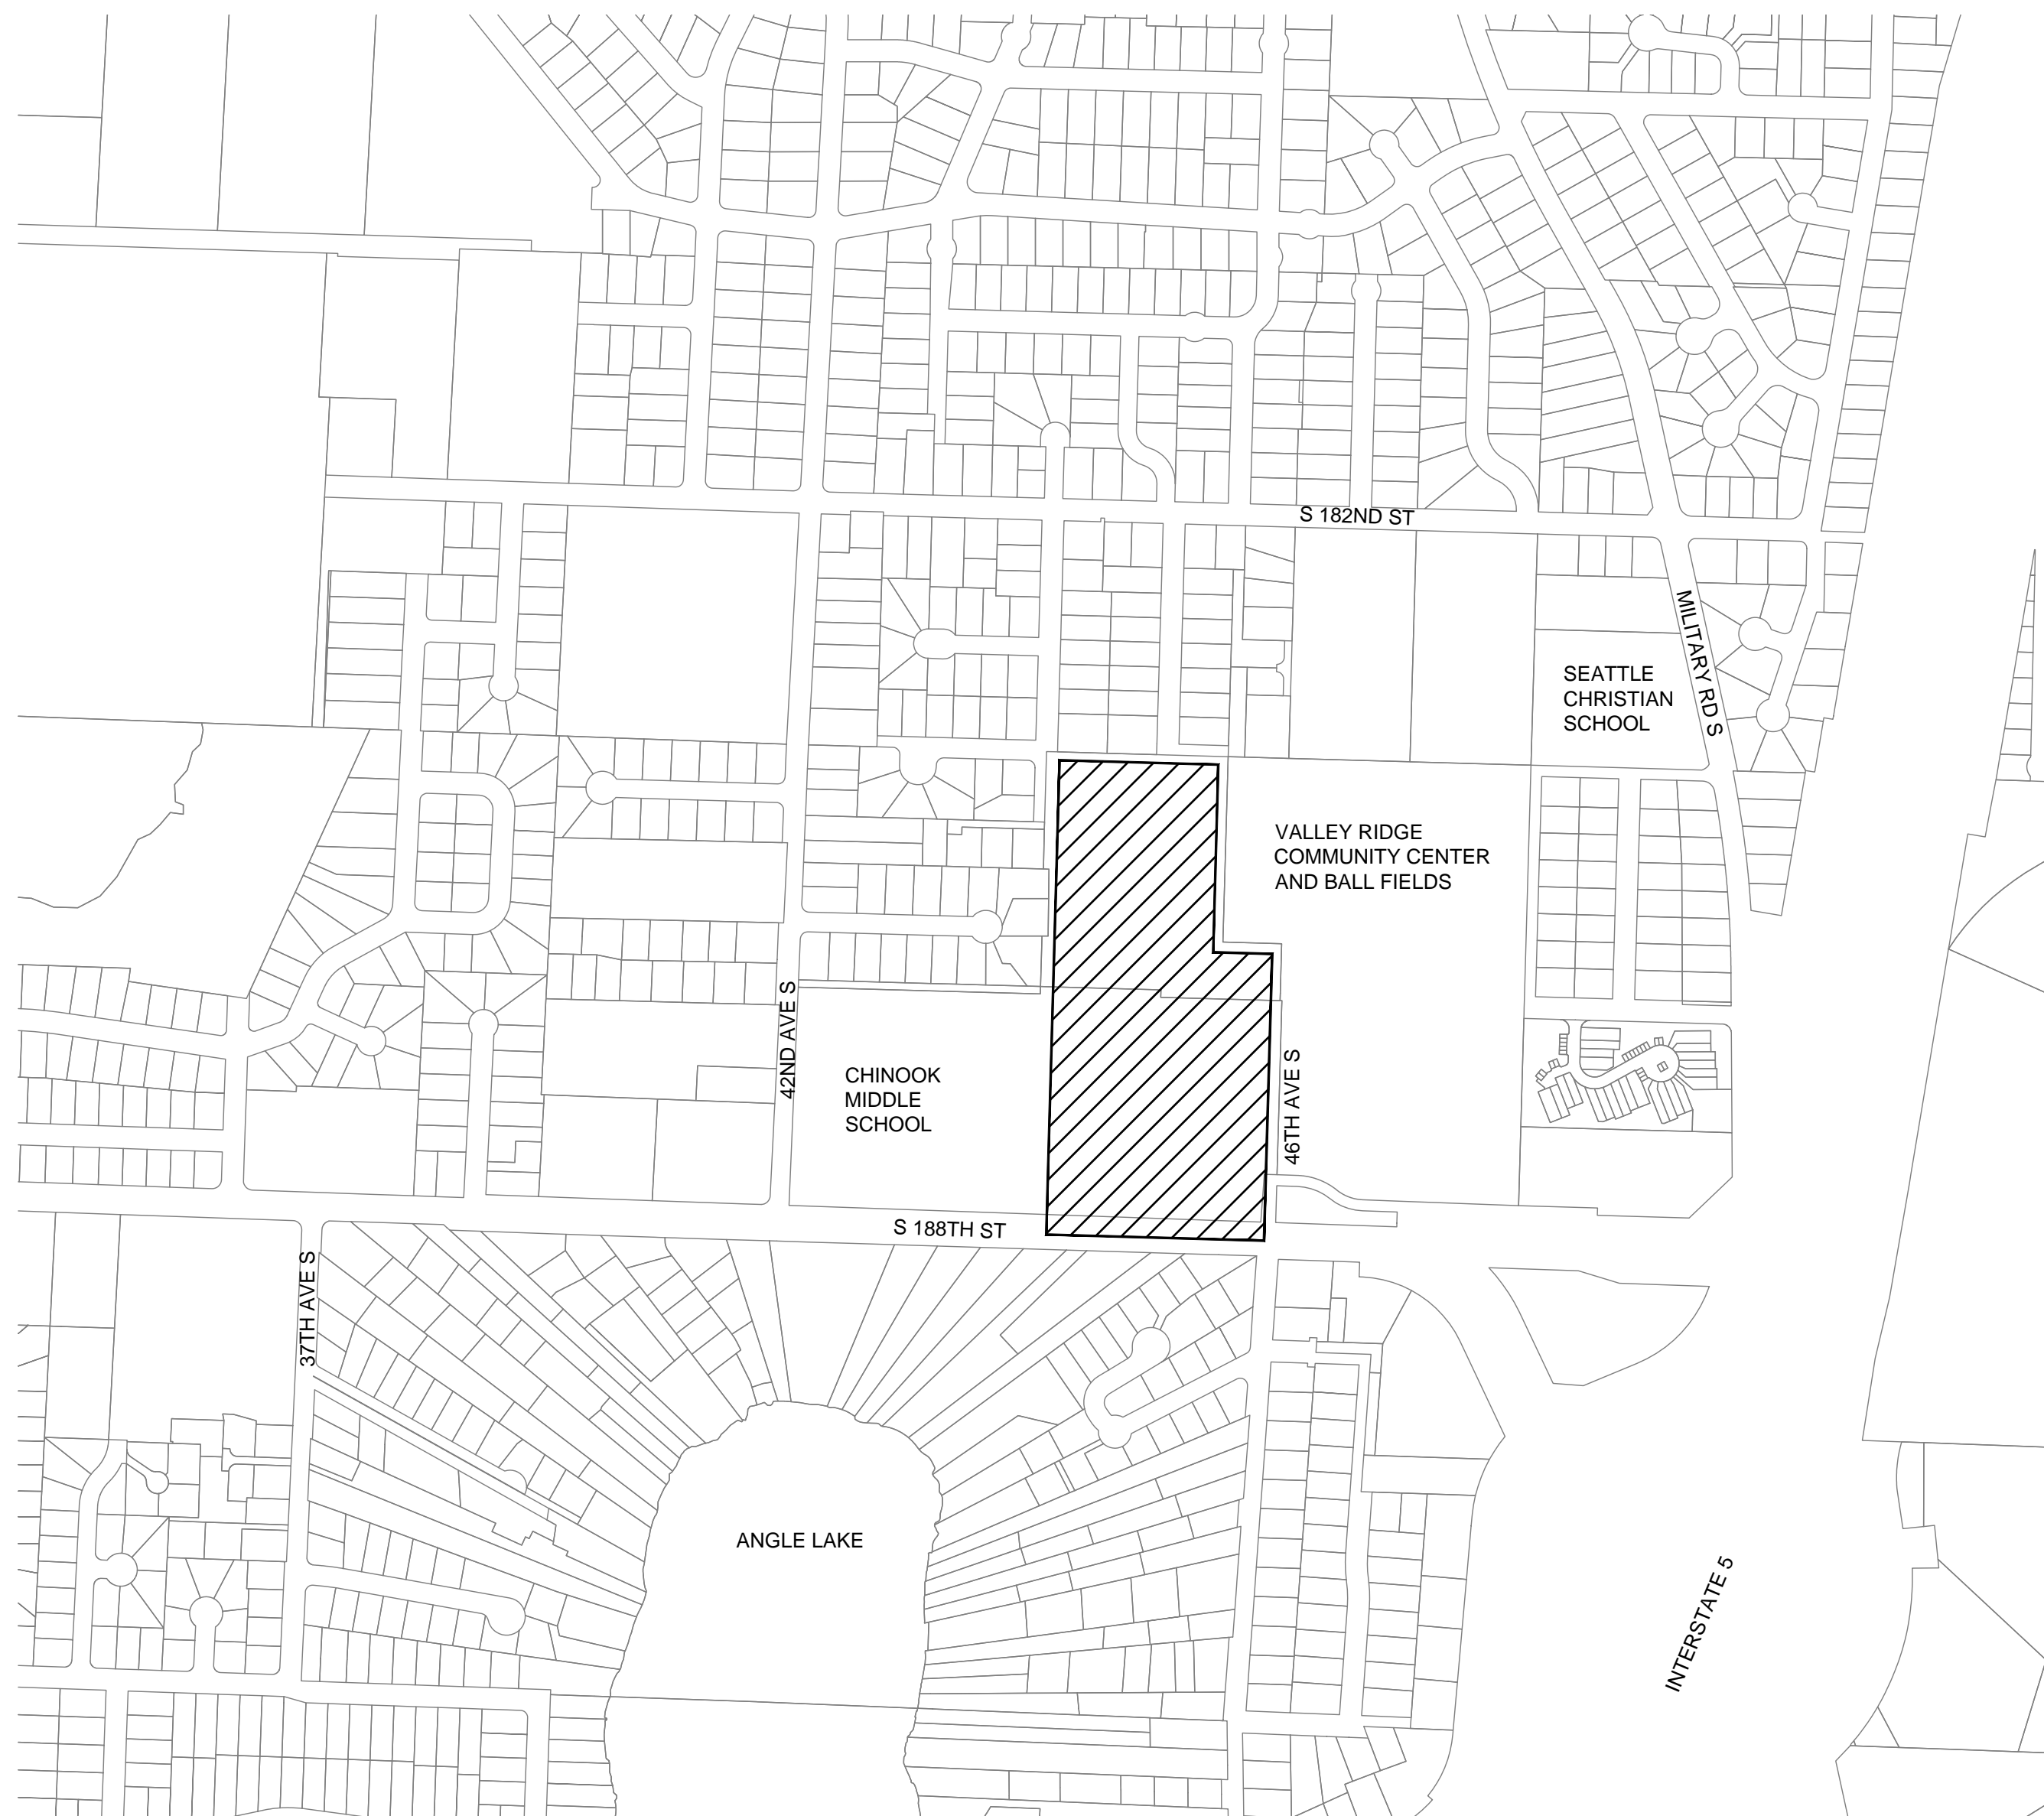 S 182ND ST
MILITARY RD S
SEATTLE
CHRISTIAN
SCHOOL
VALLEY RIDGE
COMMUNITY CENTER
AND BALL FIELDS
42ND AVE S
CHINOOK
MIDDLE
SCHOOL
46TH AVE S
S 188TH ST
37TH AVE S
ANGLE LAKE
INTERSTATE 5